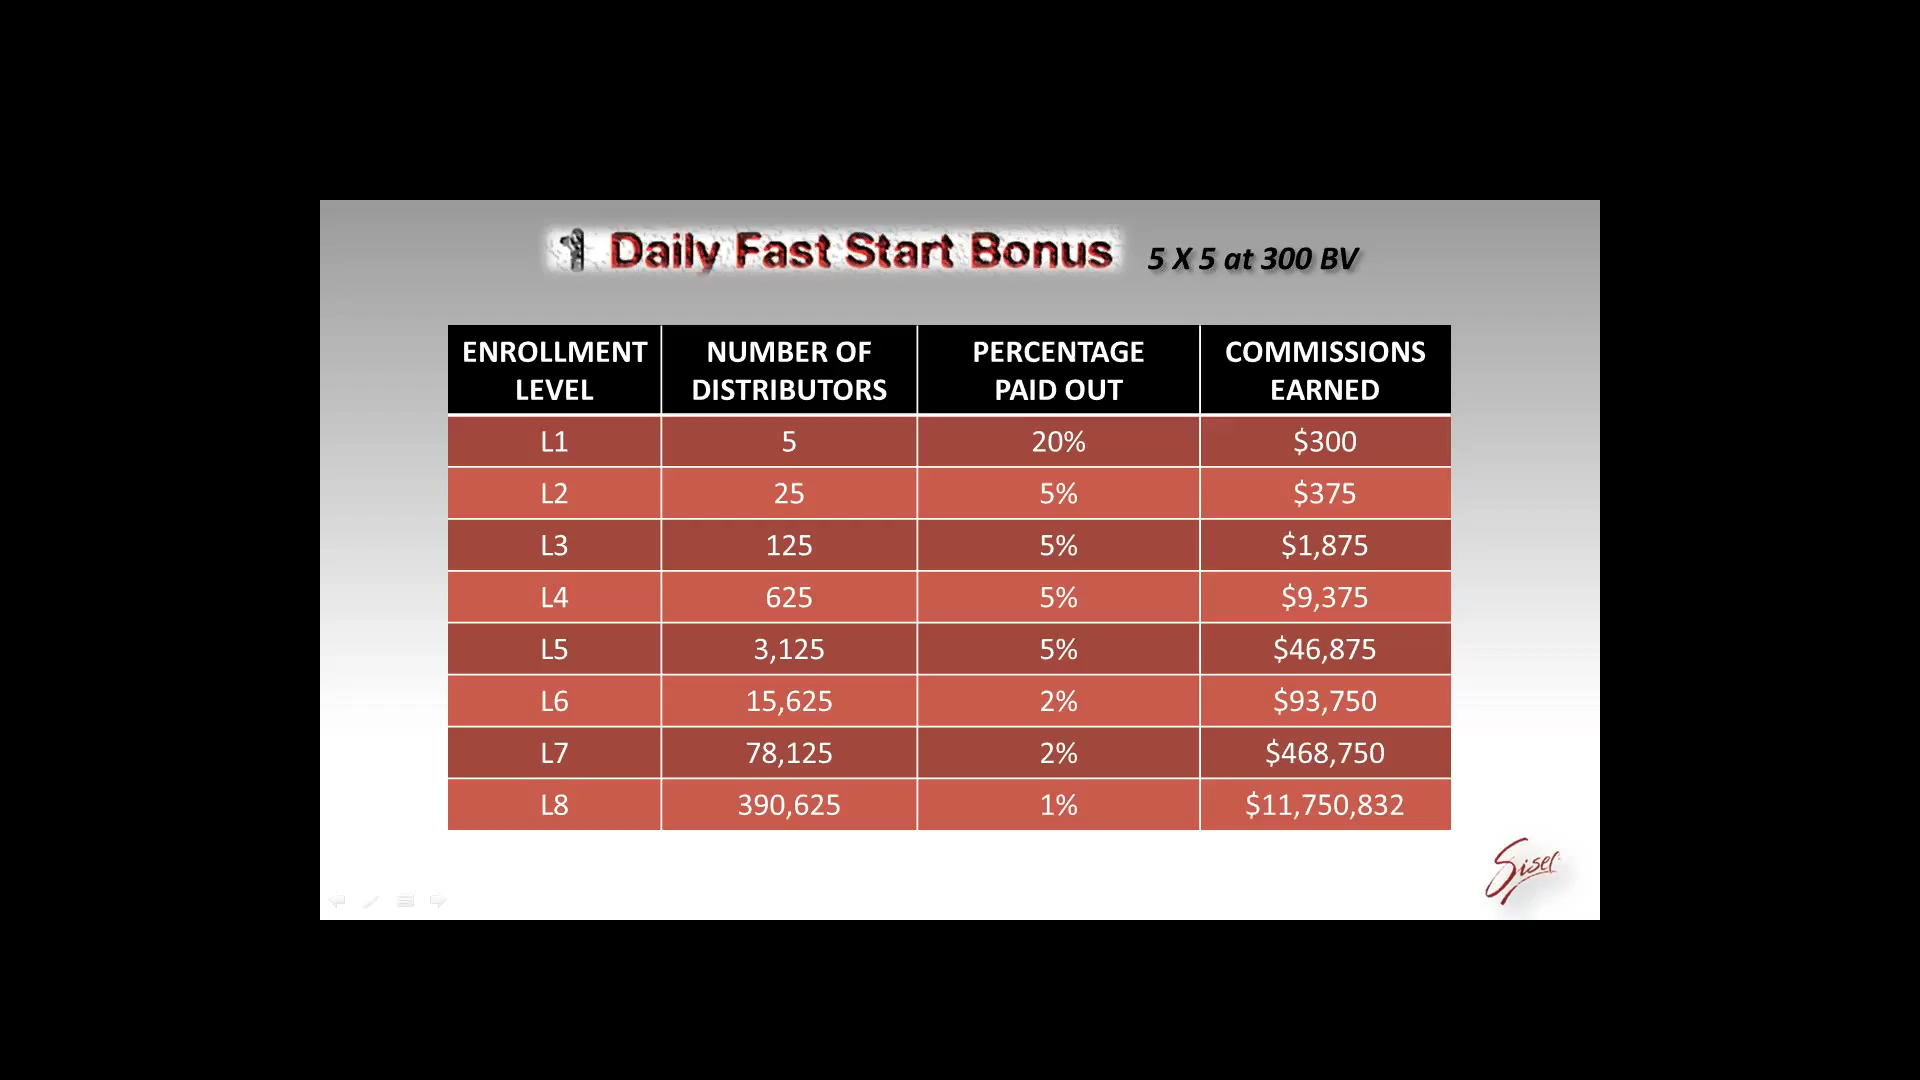 1 Daily Fast Start Bonus 5 X 5 at 300 BV
ENROLLMENT LEVEL NUMBER OF DISTRIBUTORS PERCENTAGE PAID OUT COMMISSIONS EARNED
L1 5 20% $300
L2 25 5% $375
L3 125 5% $1,875
L4 625 5% $9,375
L5 3,125 5% $46,875
L6 15,625 2% $93,750
L7 78,125 2% $468,750
L8 390,625 1% $11,750,832
Sisel